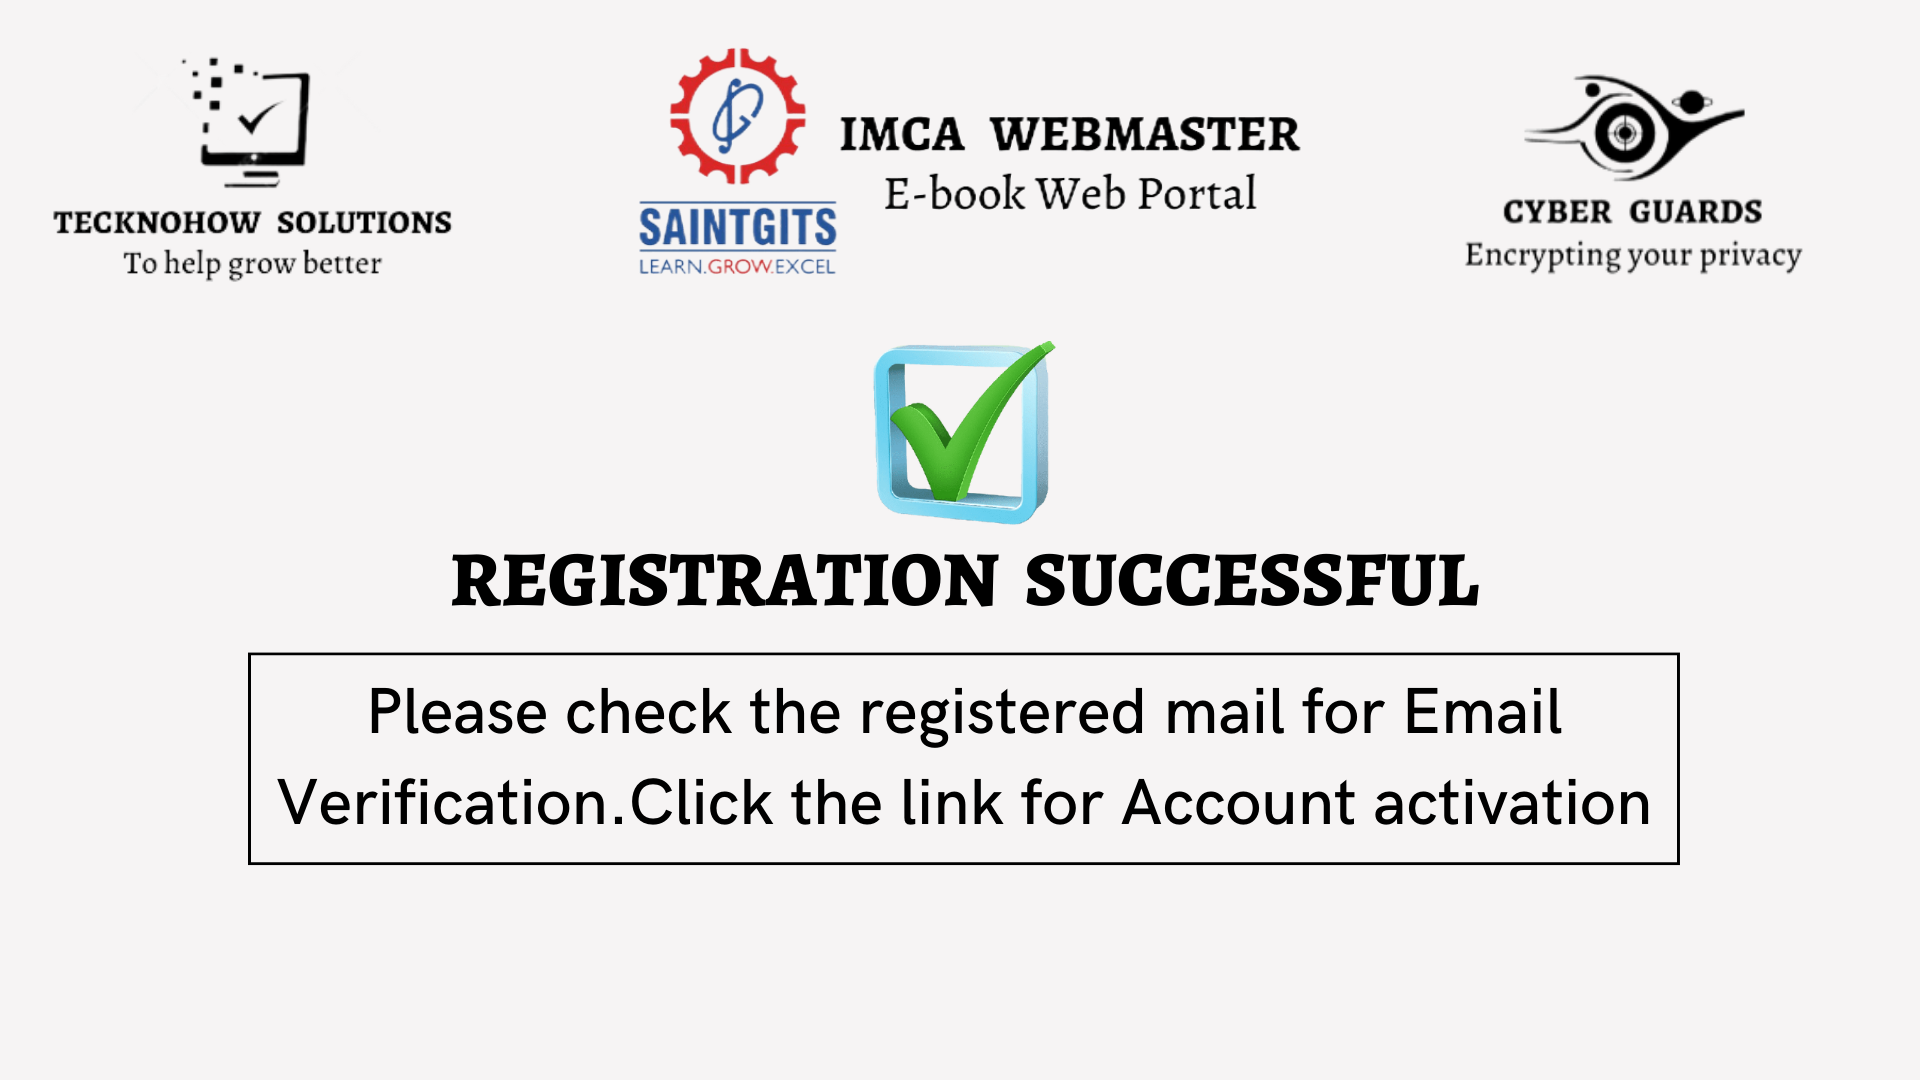 TECKNOHOW SOLUTIONS
To help grow better
SAINTGITS
LEARN.GROW.EXCEL
IMCA WEBMASTER
E-book Web Portal
CYBER GUARDS
Encrypting your privacy
REGISTRATION SUCCESSFUL
Please check the registered mail for Email
Verification.Click the link for Account activation